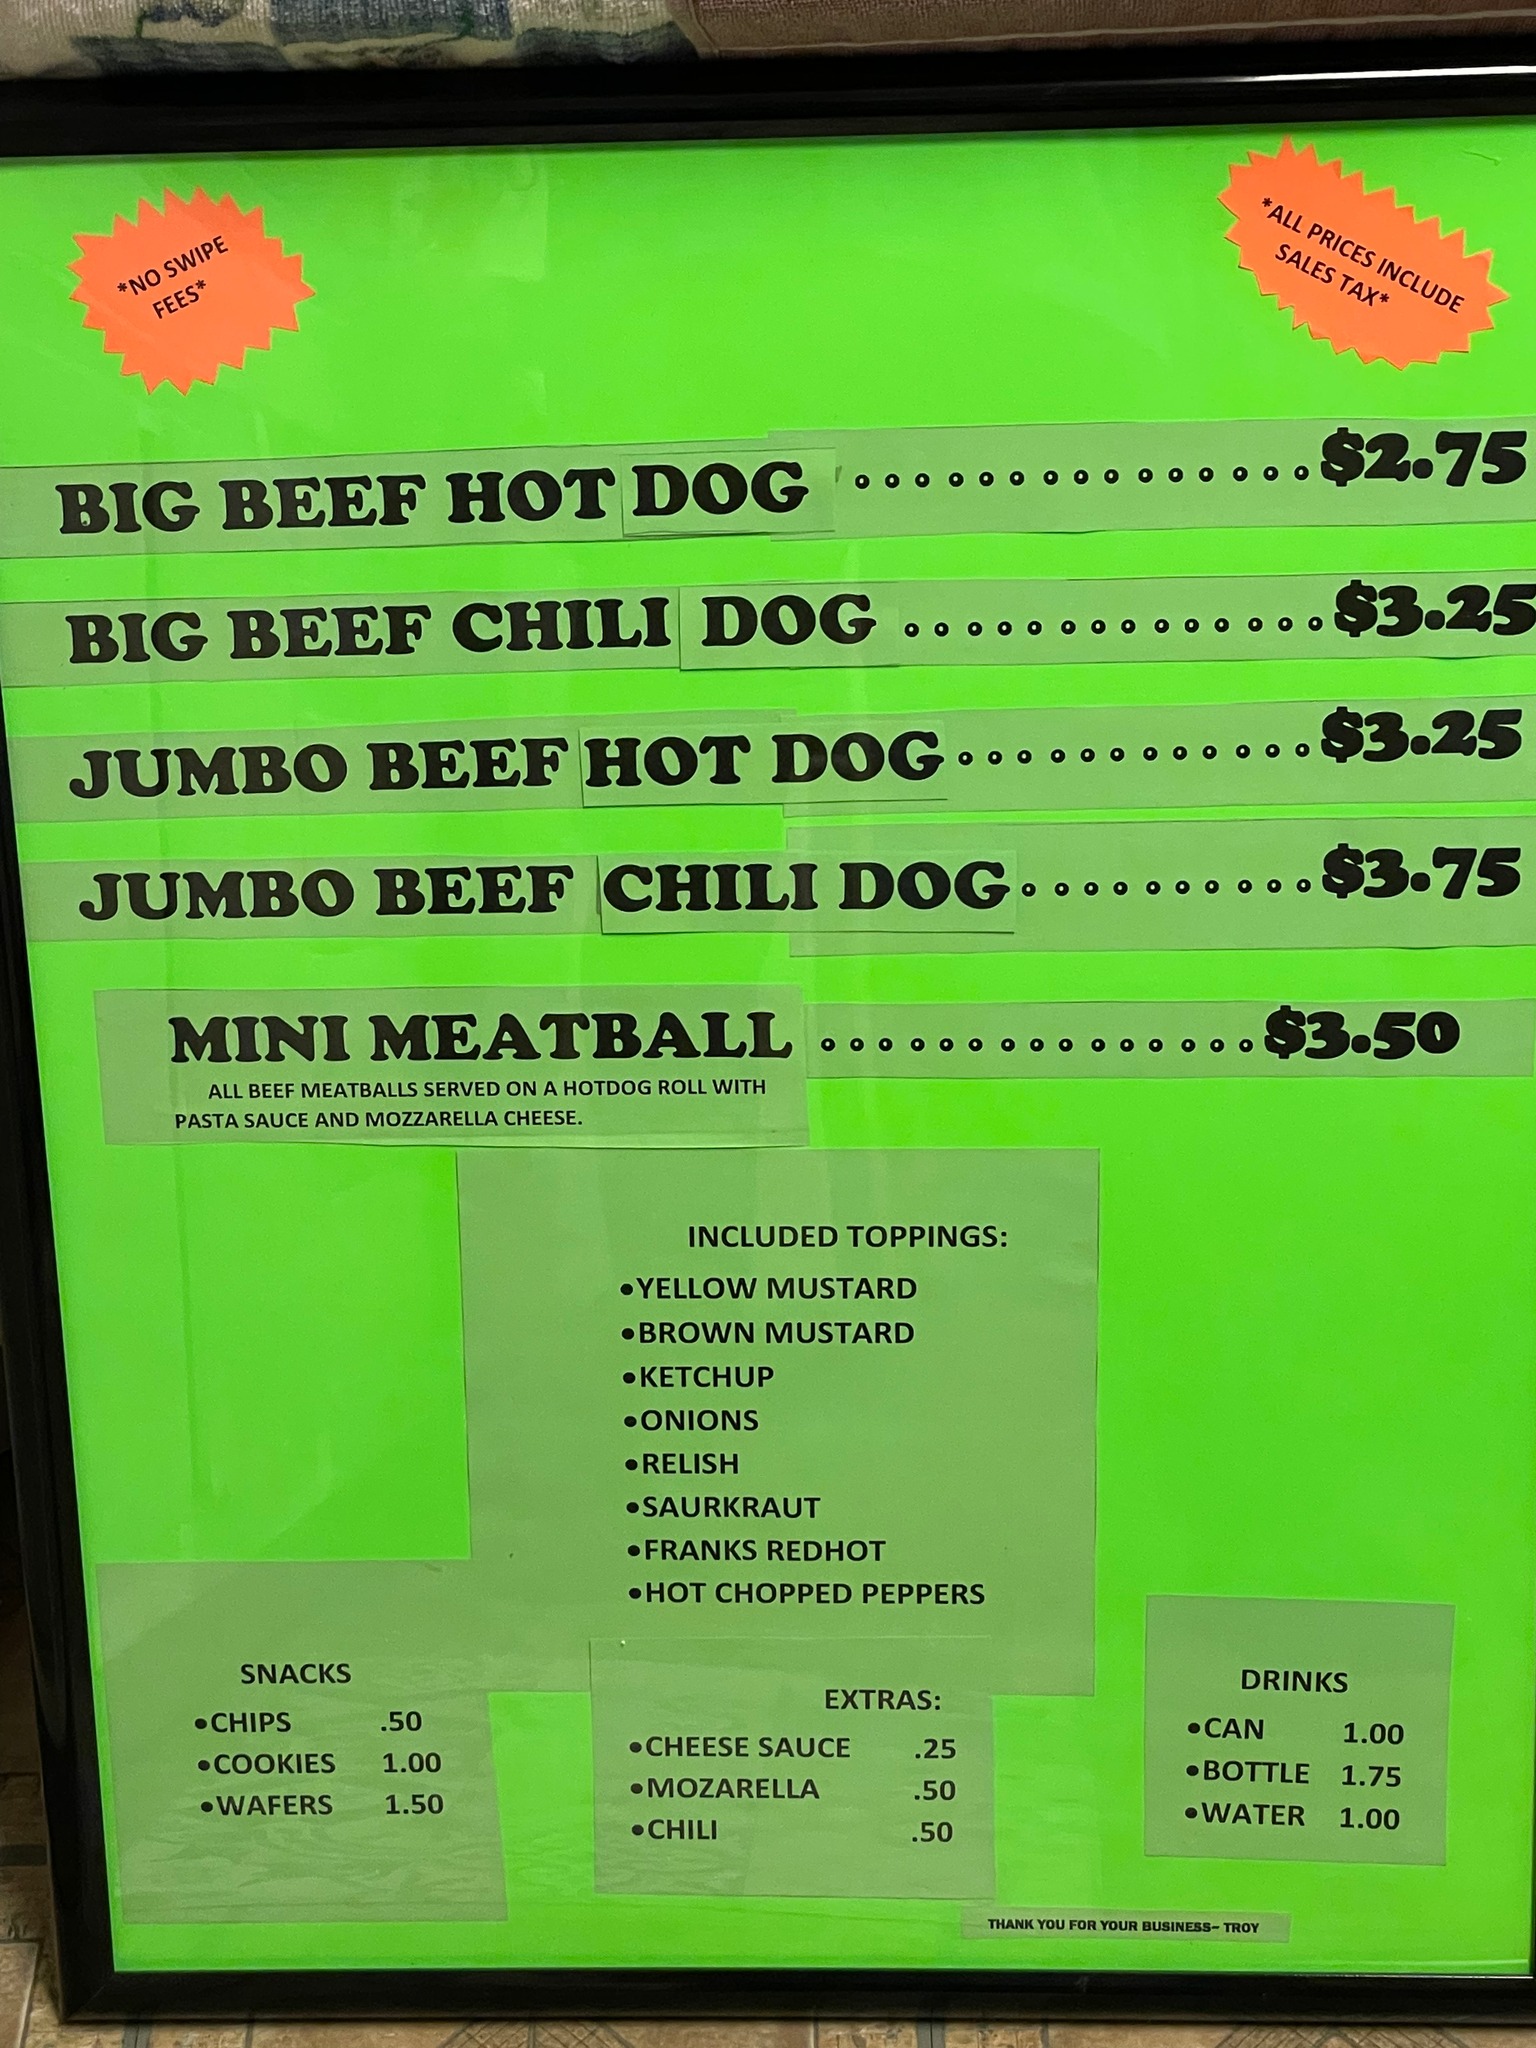 *NO SWIPE
FEES*
*ALL PRICES INCLUDE
SALES TAX*
BIG BEEF HOT DOG ...............$2.75
BIG BEEF CHILI DOG ..............$3.25
JUMBO BEEF HOT DOG............$3.25
JUMBO BEEF CHILI DOG..........$3.75
MINI MEATBALL ...............$3.50
ALL BEEF MEATBALLS SERVED ON A HOTDOG ROLL WITH
PASTA SAUCE AND MOZZARELLA CHEESE.
INCLUDED TOPPINGS:
•YELLOW MUSTARD
•BROWN MUSTARD
•KETCHUP
•ONIONS
•RELISH
•SAURKRAUT
•FRANKS REDHOT
•HOT CHOPPED PEPPERS
SNACKS
•CHIPS .50
•COOKIES 1.00
•WAFERS 1.50
EXTRAS:
•CHEESE SAUCE .25
•MOZARELLA .50
•CHILI .50
DRINKS
•CAN 1.00
•BOTTLE 1.75
•WATER 1.00
THANK YOU FOR YOUR BUSINESS- TROY